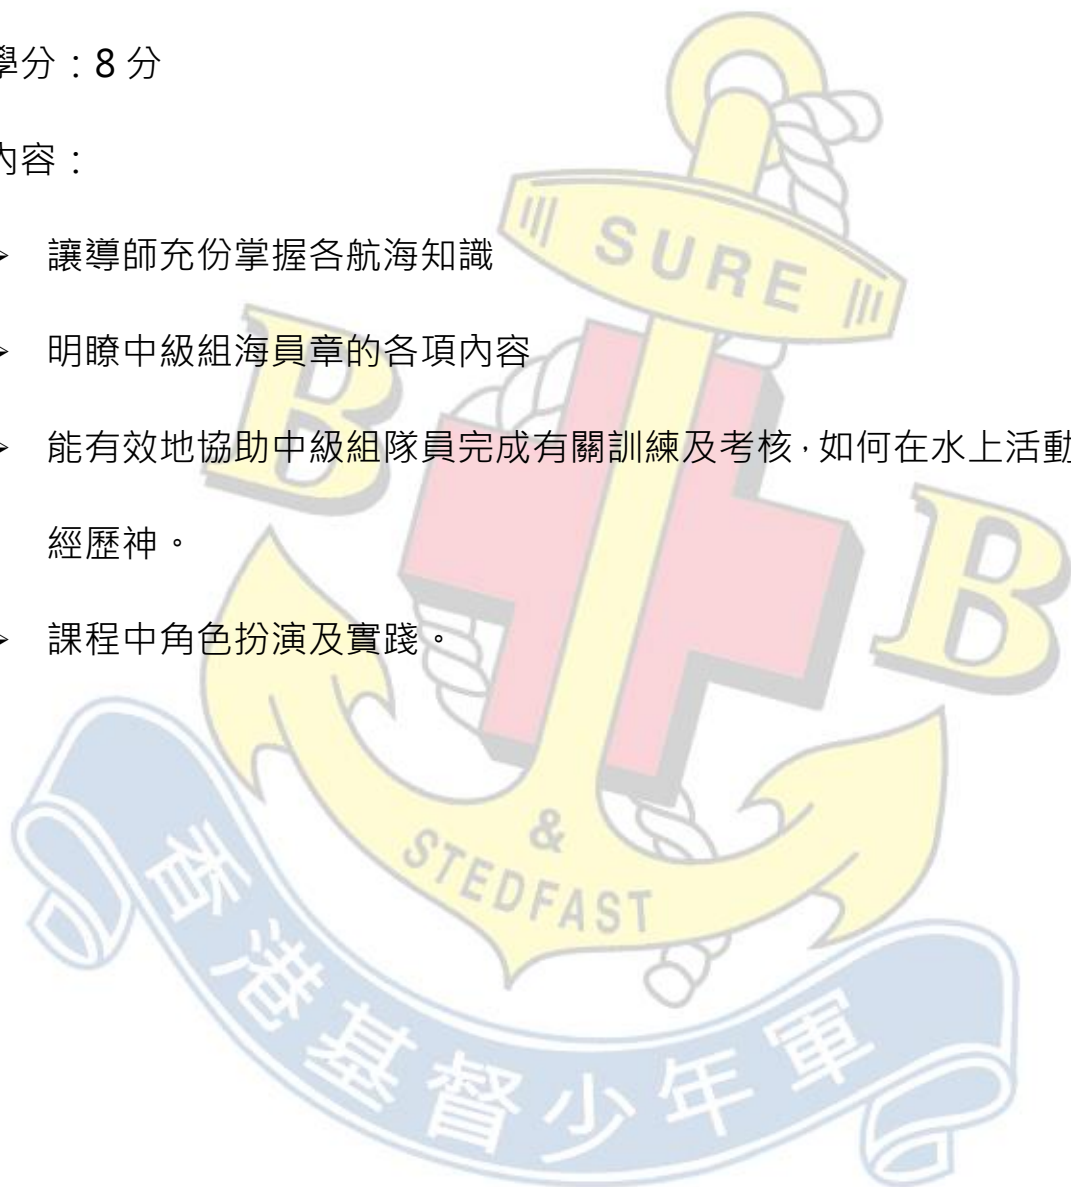 學分：8 分
內容：
讓導師充份掌握各航海知識
明瞭中級組海員章的各項內容
能有效地協助中級組隊員完成有關訓練及考核，如何在水上活動
經歷神。
課程中角色扮演及實踐。
SURE
B B
&
STEDFAST
香港基督少年軍